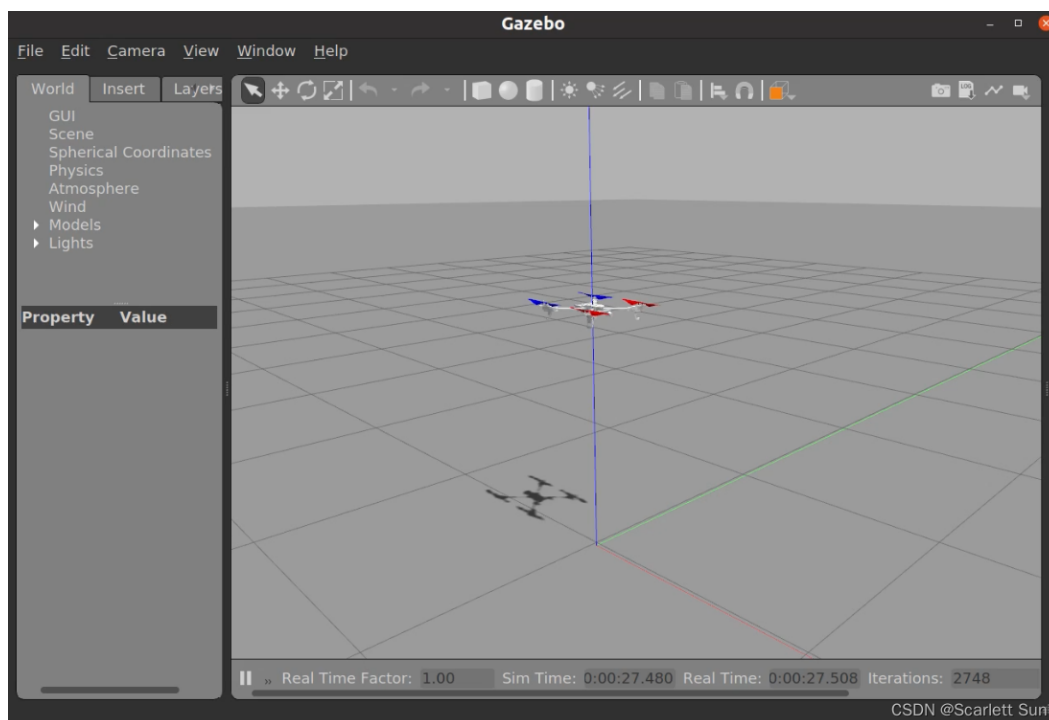 Gazebo
File Edit Camera View Window Help
World Insert Layers
GUI
Scene
Spherical Coordinates
Physics
Atmosphere
Wind
Models
Lights
Property Value
LOG
Real Time Factor: 1.00 Sim Time: 0:00:27.480 Real Time: 0:00:27.508 Iterations: 2748
CSDN @Scarlett Sun